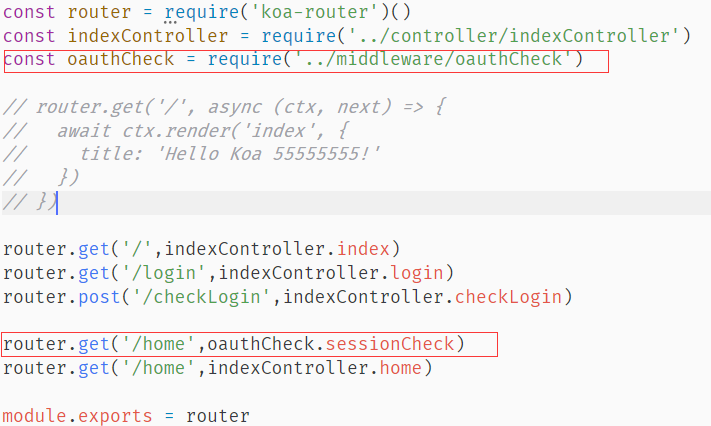 const router = require('koa-router')()
const indexController = require('../controller/indexController')
const oauthCheck = require('../middleware/oauthCheck')
// router.get('/', async (ctx, next) => {
//   await ctx.render('index', {
//     title: 'Hello Koa 55555555!'
//   })
// })
router.get('/',indexController.index)
router.get('/login',indexController.login)
router.post('/checkLogin',indexController.checkLogin)
router.get('/home',oauthCheck.sessionCheck)
router.get('/home',indexController.home)
module.exports = router